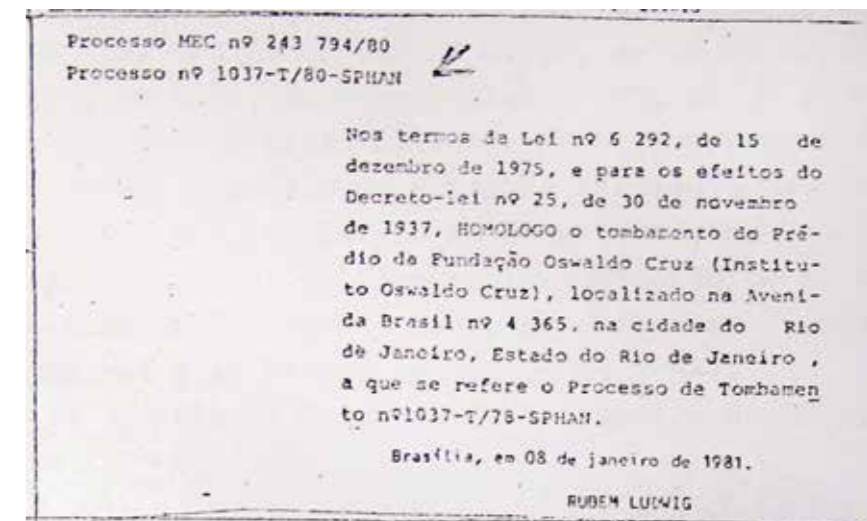 Processo MEC nº 243 794/80
Processo nº 1037-T/80-SPHAN
Nos termos da Lei nº 6 292, de 15 de
dezembro de 1975, e para os efeitos do
Decreto-lei nº 25, de 30 de novembro
de 1937, HOMOLOGO o tombamento do Pré-
dio da Fundação Oswaldo Cruz (Institu-
to Oswaldo Cruz), localizado na Aveni-
da Brasil nº 4 365, na cidade do Rio
de Janeiro, Estado do Rio de Janeiro ,
a que se refere o Processo de Tombamen
to nº1037-T/78-SPHAN.
Brasília, em 08 de janeiro de 1981.
RUBEM LUDWIG